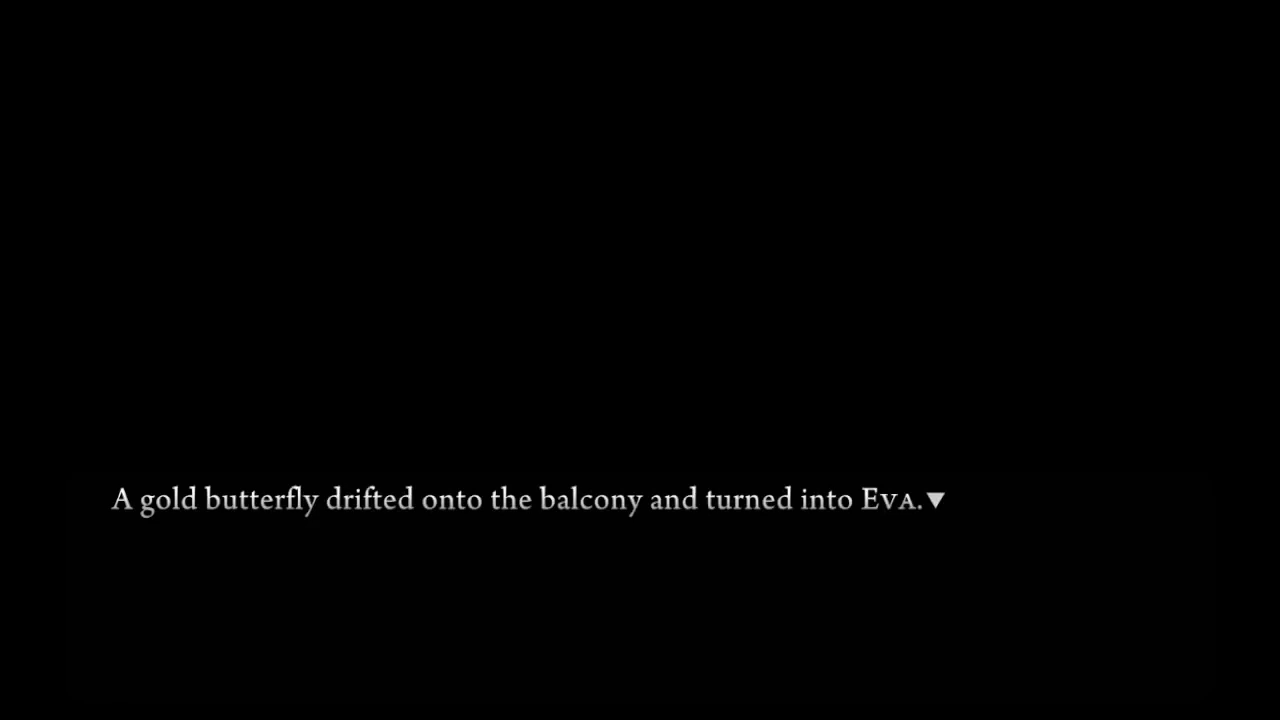 A gold butterfly drifted onto the balcony and turned into Eva.▼